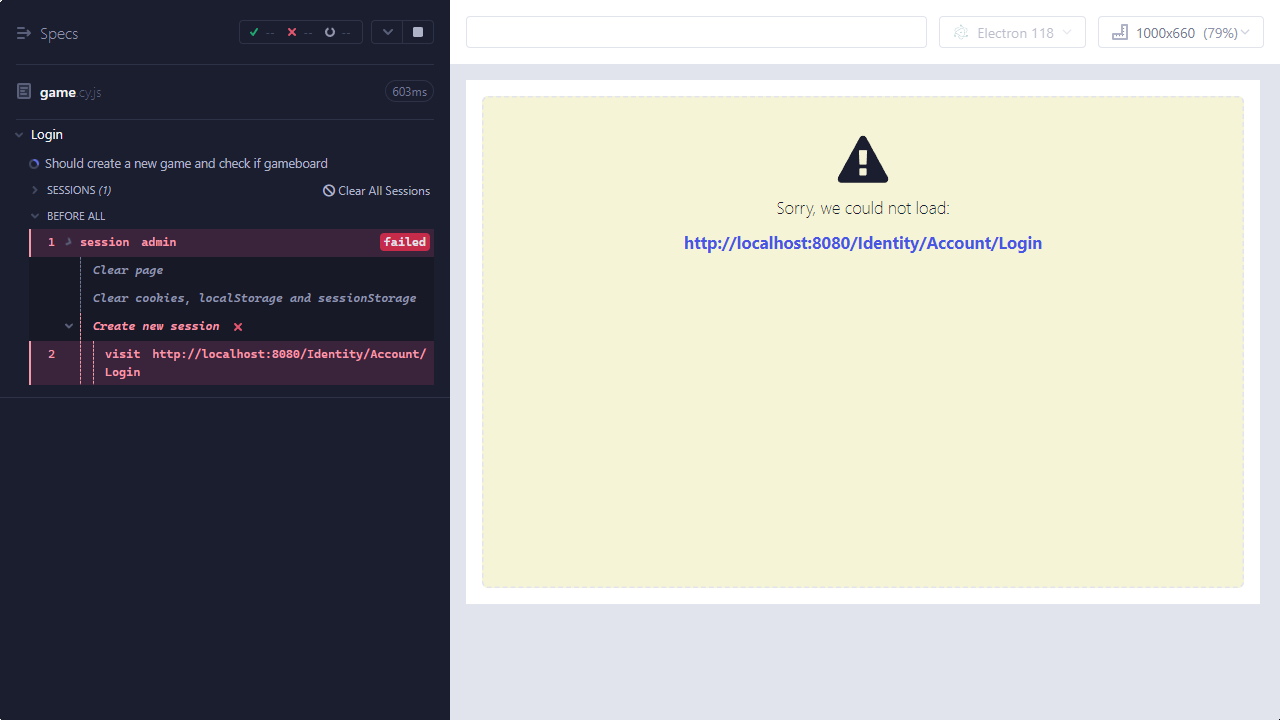 Specs
-- -- --
game.cy.js
603ms
Login
Should create a new game and check if gameboard
SESSIONS (1)
Clear All Sessions
BEFORE ALL
1 session admin failed
Clear page
Clear cookies, localStorage and sessionStorage
Create new session
2 visit http://localhost:8080/Identity/Account/
Login
Electron 118
1000x660 (79%)
Sorry, we could not load:
http://localhost:8080/Identity/Account/Login